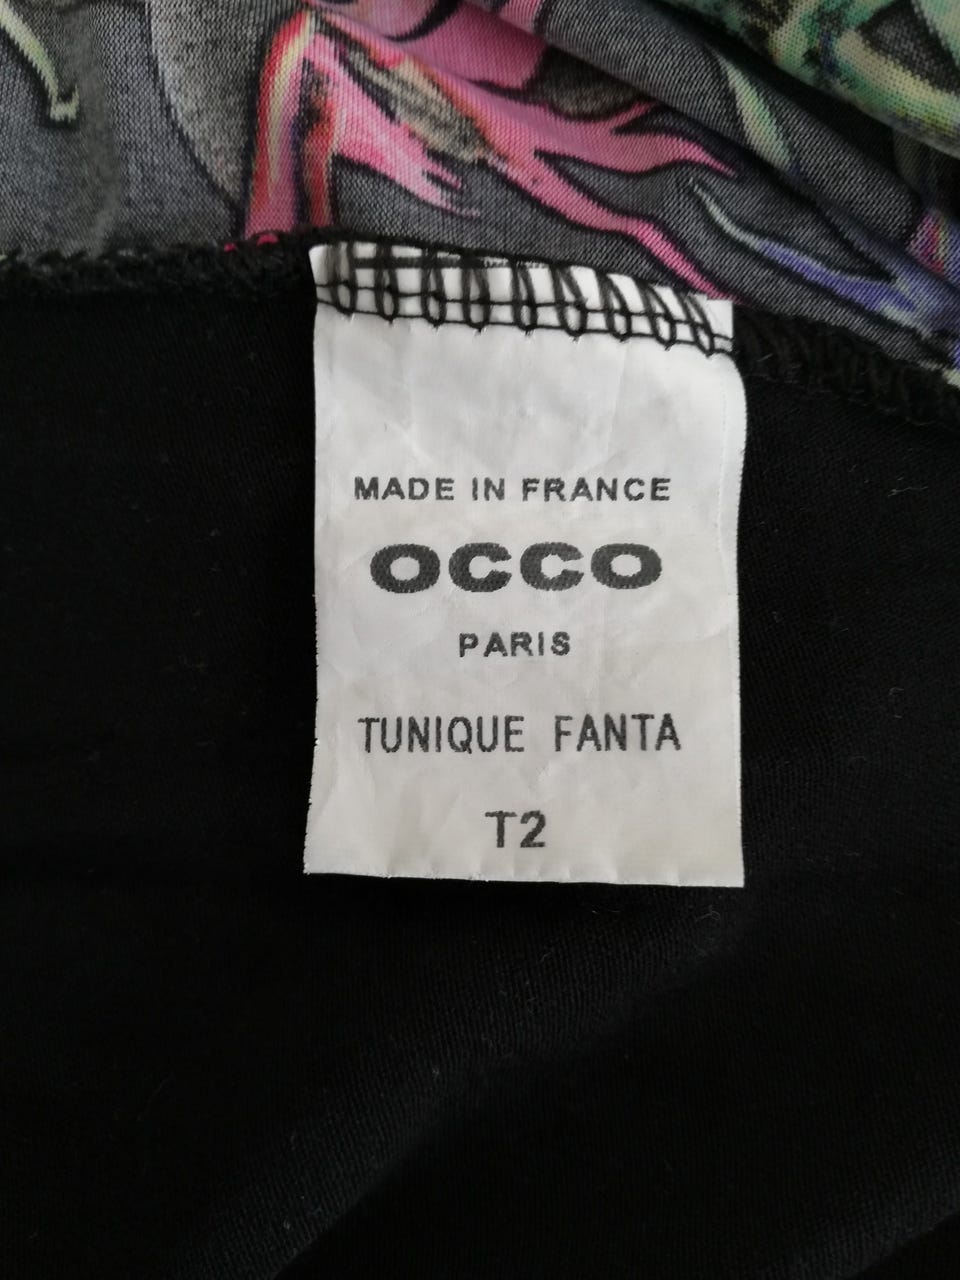 MADE IN FRANCE
OCCO
PARIS
TUNIQUE FANTA
T2